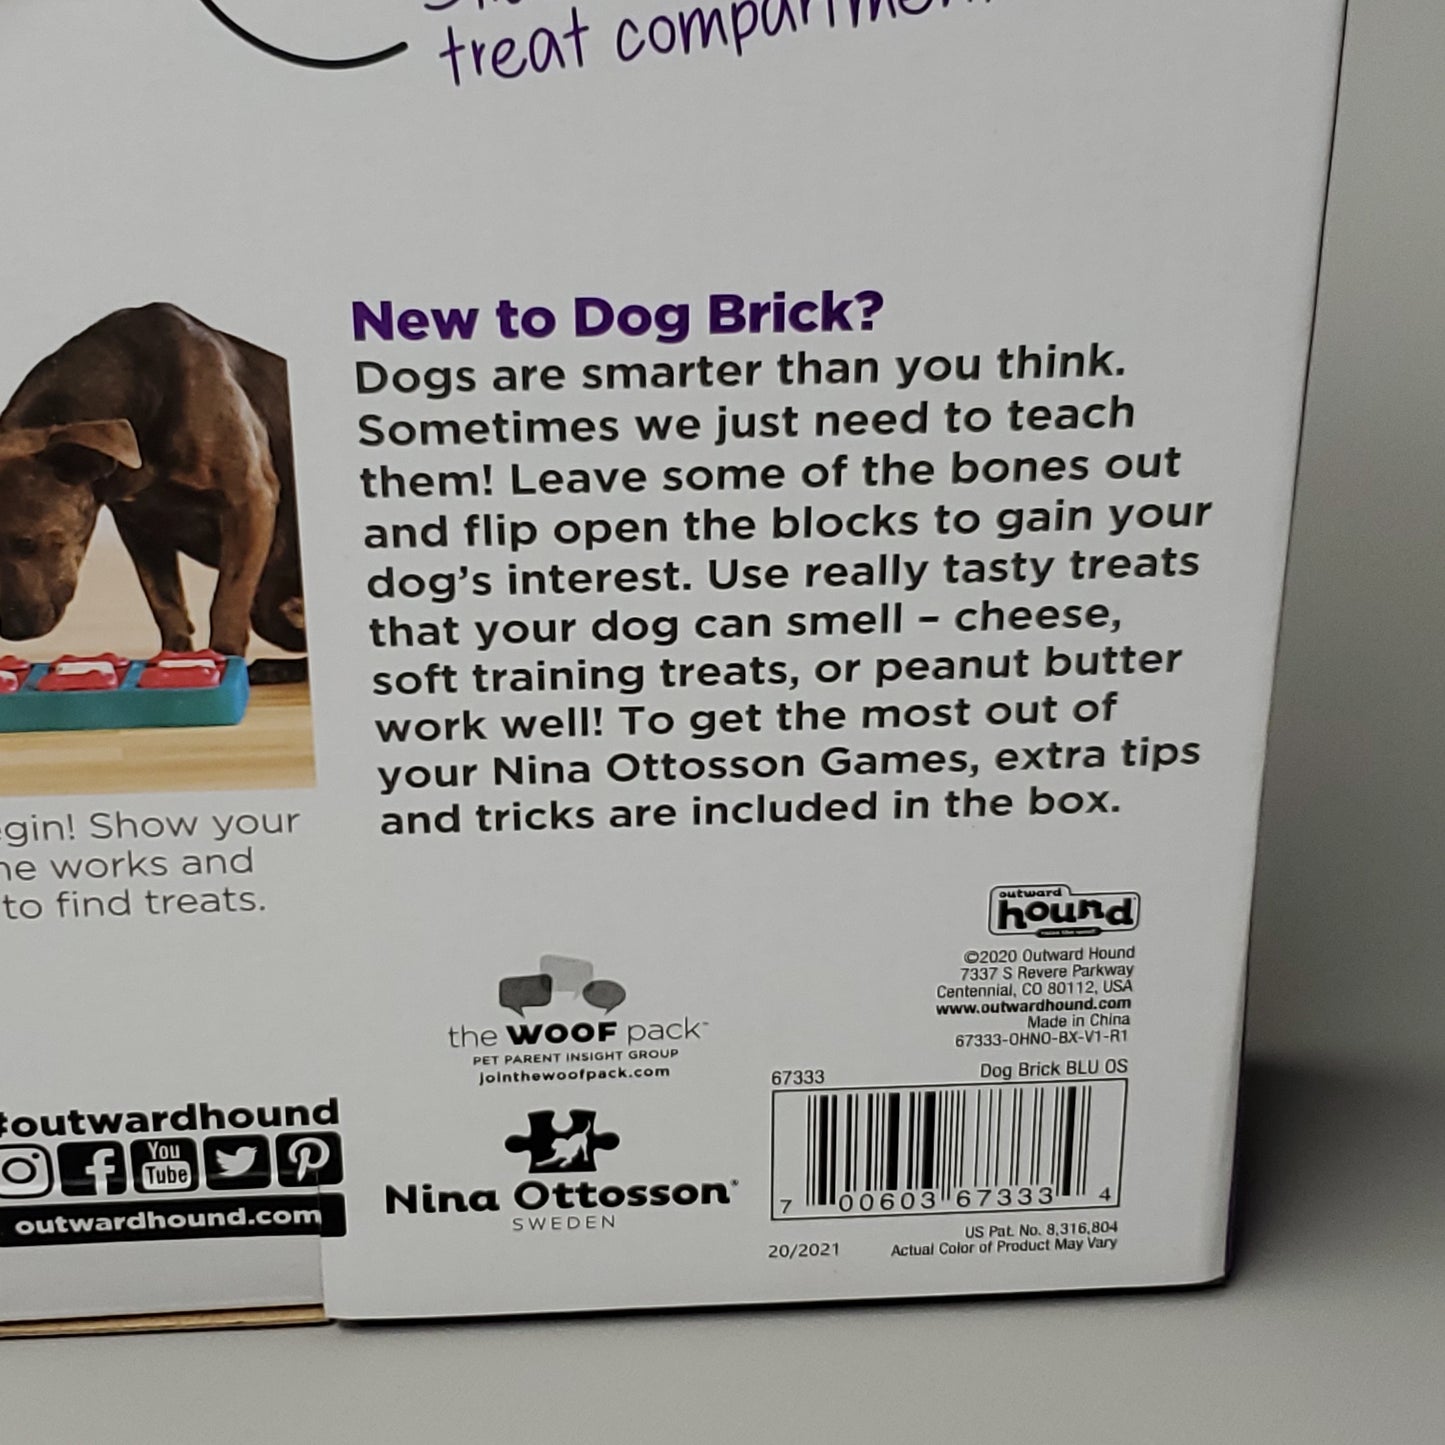 treat compartment
New to Dog Brick?
Dogs are smarter than you think.
Sometimes we just need to teach
them! Leave some of the bones out
and flip open the blocks to gain your
dog's interest. Use really tasty treats
that your dog can smell – cheese,
soft training treats, or peanut butter
work well! To get the most out of
your Nina Ottosson Games, extra tips
and tricks are included in the box.
egin! Show your
he works and
to find treats.
outward
hound
©2020 Outward Hound
7337 S Revere Parkway
Centennial, CO 80112, USA
www.outwardhound.com
Made in China
67333-OHNO-BX-V1-R1
the WOOF pack™
PET PARENT INSIGHT GROUP
jointhewoofpack.com
67333
Dog Brick BLU OS
7 00603 67333 4
#outwardhound
You
Tube
outwardhound.com
Nina Ottosson®
SWEDEN
US Pat. No. 8,316,804
20/2021
Actual Color of Product May Vary